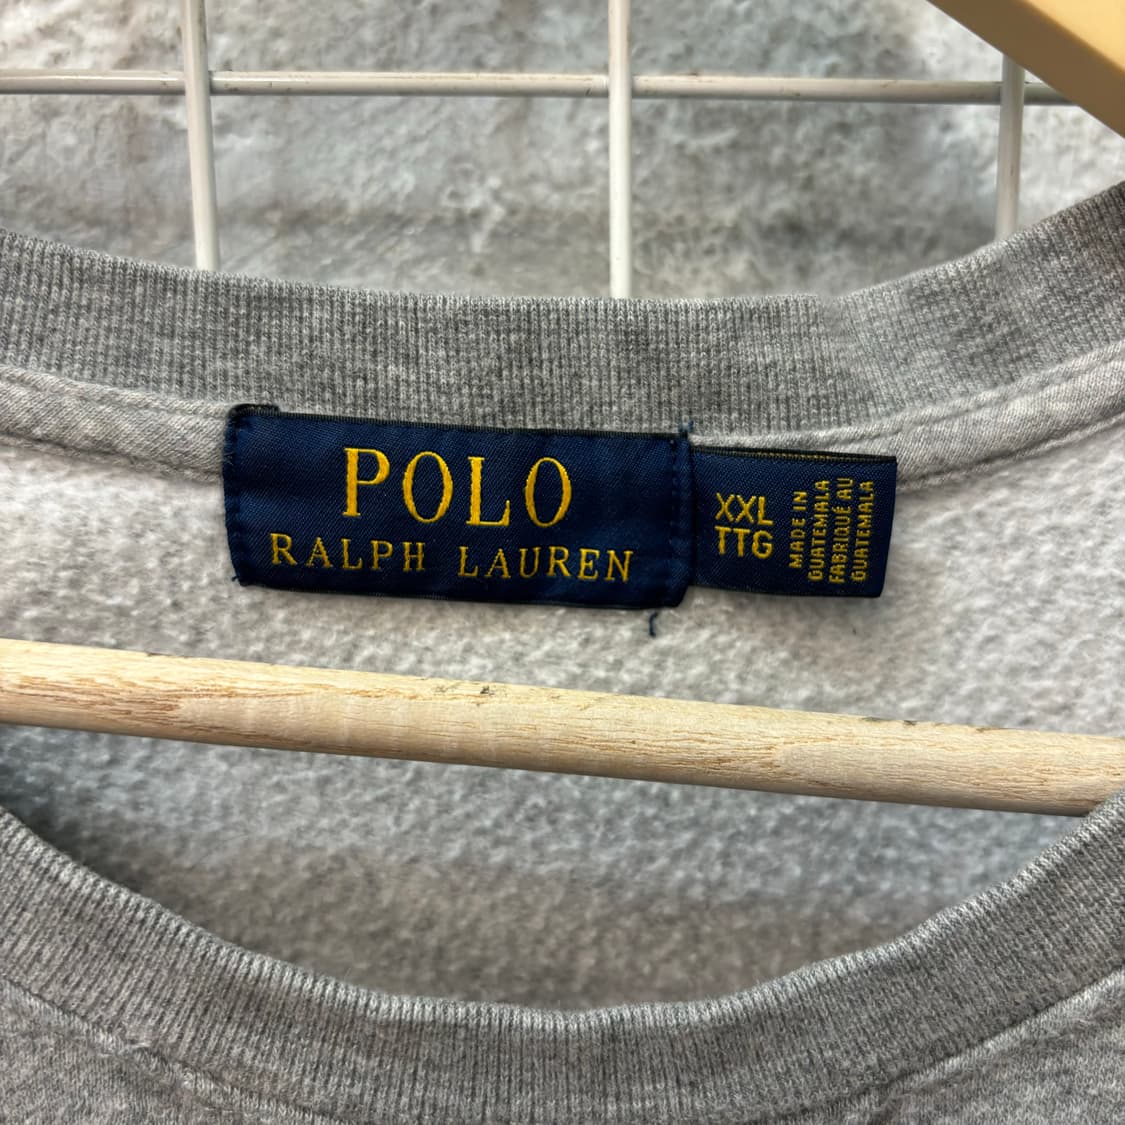 POLO
RALPH LAUREN
XXL
TTG
MADE IN
GUATEMALA
FABRIQUÉ AU
GUATEMALA